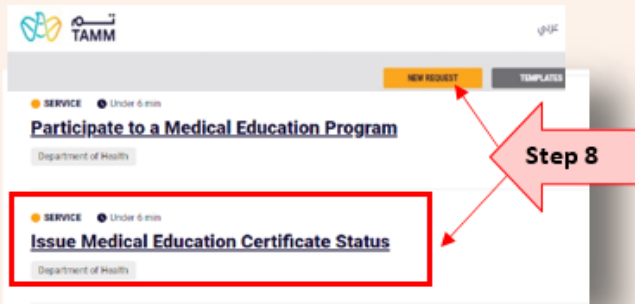 تـم
TAMM
عربي
NEW REQUEST
TEMPLATES
SERVICE Under 6 min
Participate to a Medical Education Program
Department of Health
Step 8
SERVICE Under 6 min
Issue Medical Education Certificate Status
Department of Health